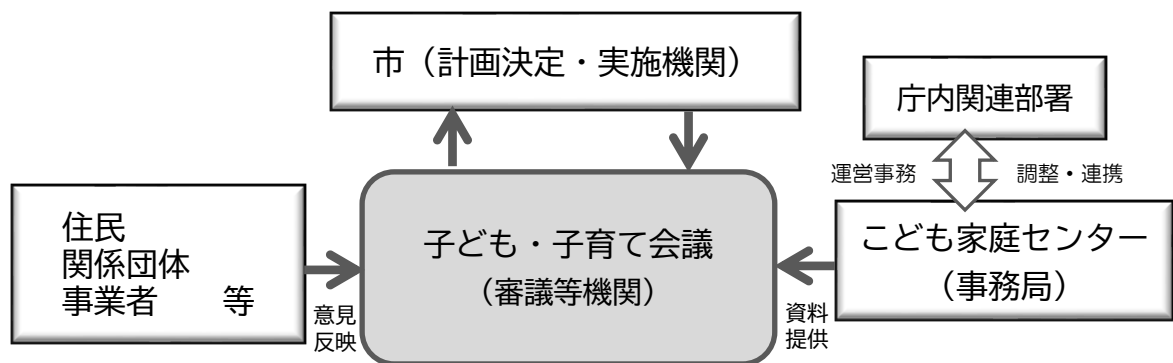 市（計画決定・実施機関）
庁内関連部署
運営事務
調整・連携
住民
関係団体
事業者　　等
子ども・子育て会議
（審議等機関）
こども家庭センター
（事務局）
意見
反映
資料
提供